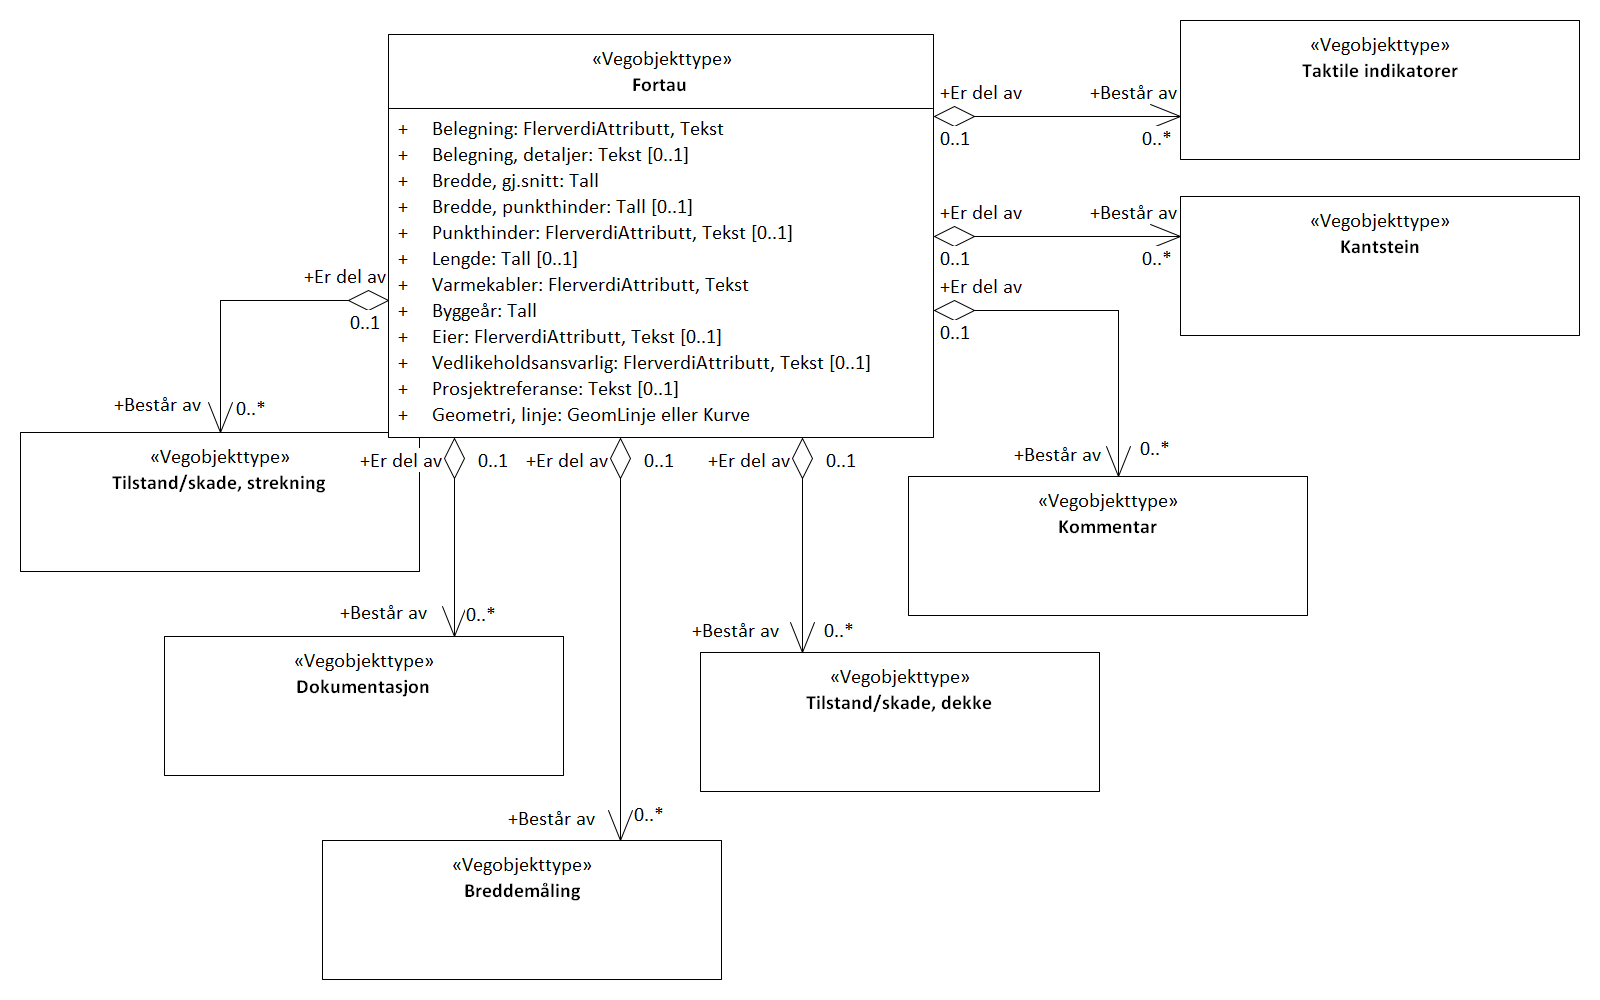 «Vegobjekttype»
Fortau
+ Belegning: FlerverdiAttributt, Tekst
+ Belegning, detaljer: Tekst [0..1]
+ Bredde, gj.snitt: Tall
+ Bredde, punkthinder: Tall [0..1]
+ Punkthinder: FlerverdiAttributt, Tekst [0..1]
+ Lengde: Tall [0..1]
+ Varmekabler: FlerverdiAttributt, Tekst
+ Byggeår: Tall
+ Eier: FlerverdiAttributt, Tekst [0..1]
+ Vedlikeholdsansvarlig: FlerverdiAttributt, Tekst [0..1]
+ Prosjektreferanse: Tekst [0..1]
+ Geometri, linje: GeomLinje eller Kurve
+Er del av
+Består av
0..1
0..*
«Vegobjekttype»
Taktile indikatorer
+Er del av
+Består av
0..1
0..*
«Vegobjekttype»
Kantstein
+Er del av
0..1
+Består av
0..*
«Vegobjekttype»
Kommentar
+Er del av
0..1
+Består av
0..*
«Vegobjekttype»
Tilstand/skade, strekning
+Er del av
0..1
+Består av
0..*
«Vegobjekttype»
Dokumentasjon
+Er del av
0..1
+Består av
0..*
«Vegobjekttype»
Breddemåling
+Er del av
0..1
+Består av
0..*
«Vegobjekttype»
Tilstand/skade, dekke